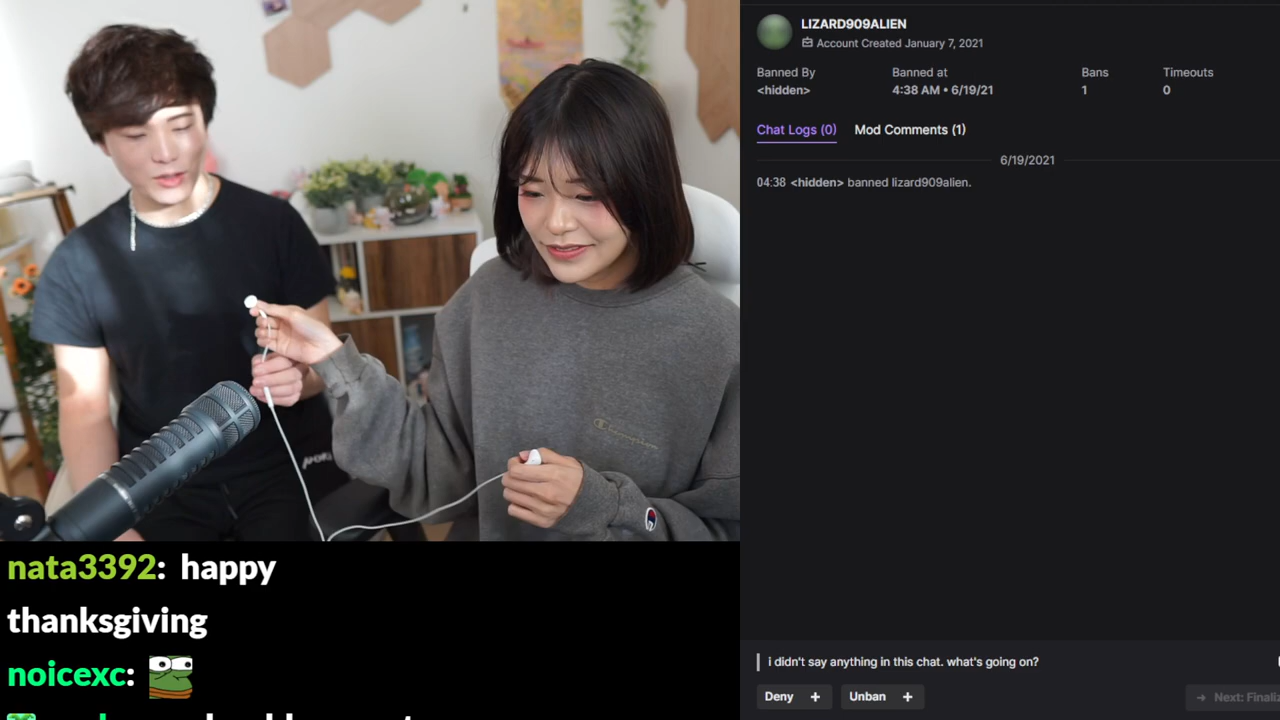 LIZARD909ALIEN
Account Created January 7, 2021
Banned By
Banned at
Bans
Timeouts
<hidden>
4:38 AM • 6/19/21
1
0
Chat Logs (0)
Mod Comments (1)
6/19/2021
04:38 <hidden> banned lizard909alien.
Champion
nata3392: happy
thanksgiving
noicexc:
i didn't say anything in this chat. what's going on?
Deny +
Unban +
→ Next: